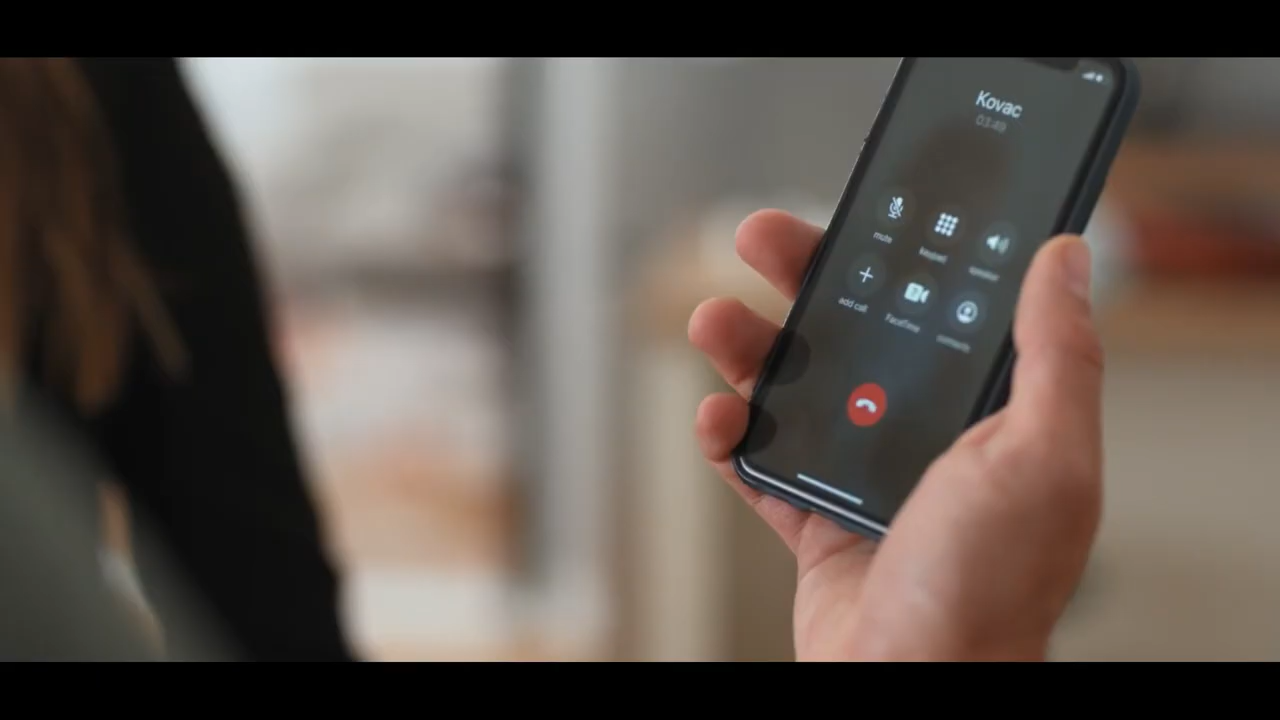 Kovac
03:49
mute
keypad
speaker
add call
FaceTime
contacts